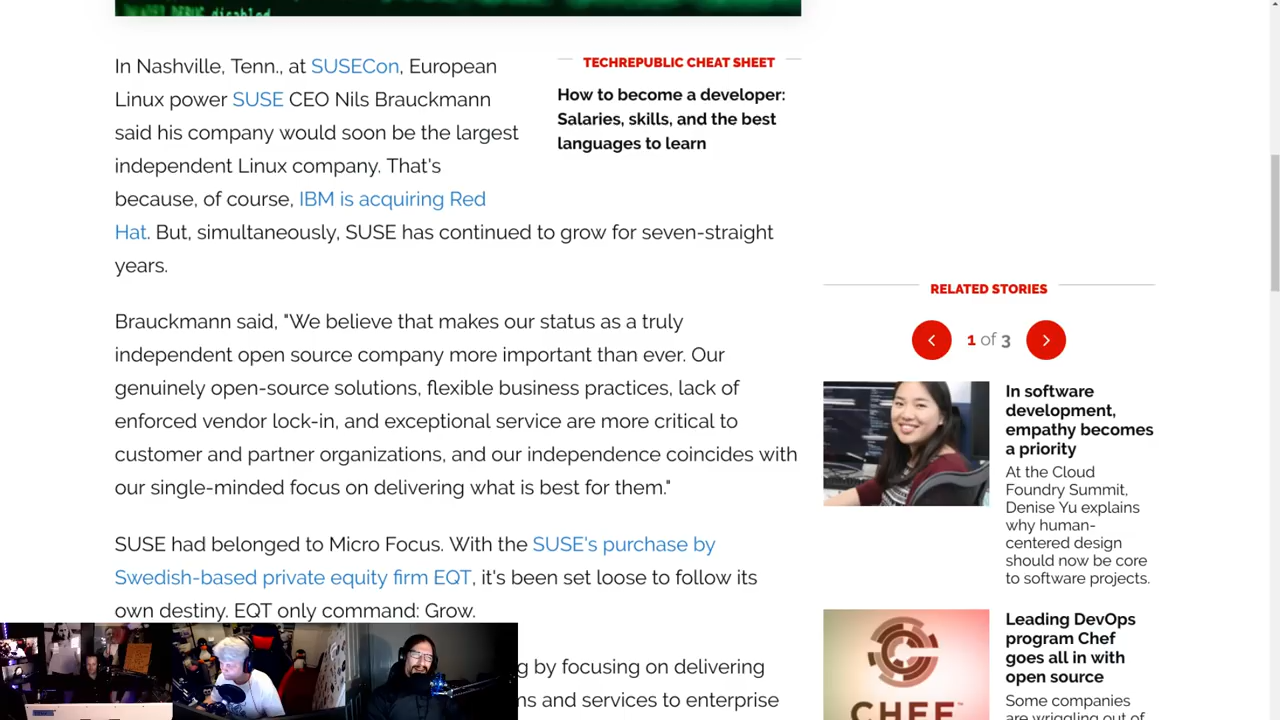 disabled
In Nashville, Tenn., at SUSECon, European
Linux power SUSE CEO Nils Brauckmann
said his company would soon be the largest
independent Linux company. That's
because, of course, IBM is acquiring Red
Hat. But, simultaneously, SUSE has continued to grow for seven-straight
years.
TECHREPUBLIC CHEAT SHEET
How to become a developer:
Salaries, skills, and the best
languages to learn
Brauckmann said, "We believe that makes our status as a truly
independent open source company more important than ever. Our
genuinely open-source solutions, flexible business practices, lack of
enforced vendor lock-in, and exceptional service are more critical to
customer and partner organizations, and our independence coincides with
our single-minded focus on delivering what is best for them."
SUSE had belonged to Micro Focus. With the SUSE's purchase by
Swedish-based private equity firm EQT, it's been set loose to follow its
own destiny. EQT only command: Grow.
g by focusing on delivering
ns and services to enterprise
RELATED STORIES
1 of 3
In software
development,
empathy becomes
a priority
At the Cloud
Foundry Summit,
Denise Yu explains
why human-
centered design
should now be core
to software projects.
Leading DevOps
program Chef
goes all in with
open source
Some companies
are wriggling out of
CHEF